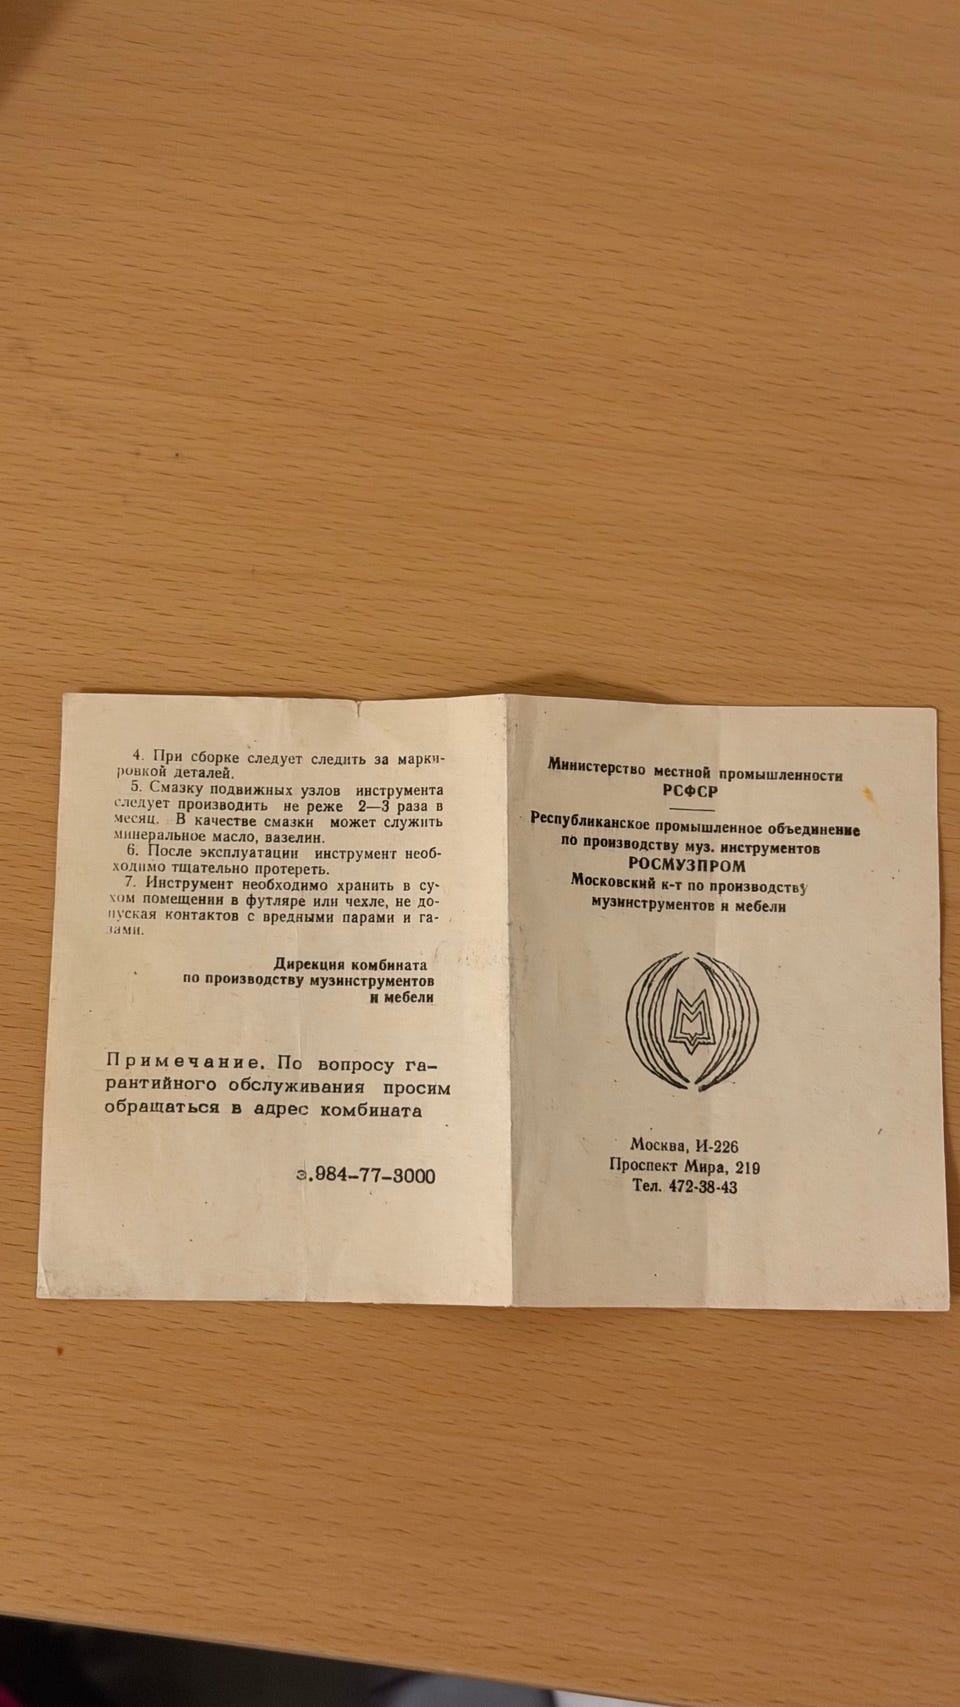 4. При сборке следует следить за марки-
ровкой деталей.
5. Смазку подвижных узлов инструмента
следует производить не реже 2—3 раза в
месяц. В качестве смазки может служить
минеральное масло, вазелин.
6. После эксплуатации инструмент необ-
ходимо тщательно протереть.
7. Инструмент необходимо хранить в су-
хом помещении в футляре или чехле, не до-
пуская контактов с вредными парами и га-
зами.
Дирекция комбината
по производству музинструментов
и мебели
Примечание. По вопросу га-
рантийного обслуживания просим
обращаться в адрес комбината
з.984-77-3000
Министерство местной промышленности
РСФСР
Республиканское промышленное объединение
по производству муз. инструментов
РОСМУЗПРОМ
Московский к-т по производству
музинструментов и мебели
Москва, И-226
Проспект Мира, 219
Тел. 472-38-43